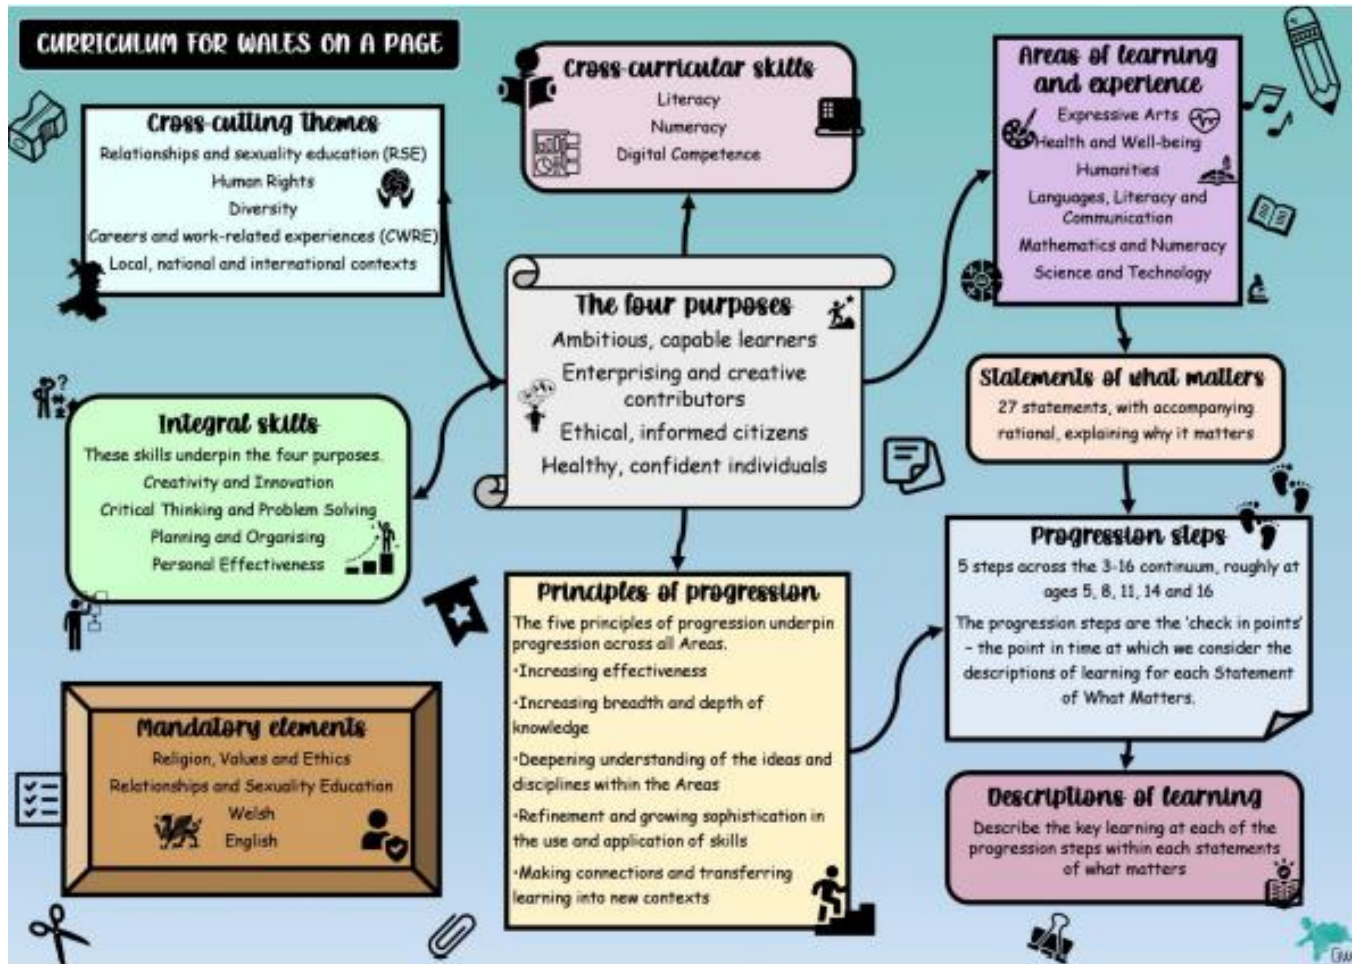 CURRICULUM FOR WALES ON A PAGE
Cross-cutting themes
Relationships and sexuality education (RSE)
Human Rights
Diversity
Careers and work-related experiences (CWRE)
Local, national and international contexts
Cross-curricular skills
Literacy
Numeracy
Digital Competence
Areas of learning
and experience
Expressive Arts
Health and Well-being
Humanities
Languages, Literacy and
Communication
Mathematics and Numeracy
Science and Technology
The four purposes
Ambitious, capable learners
Enterprising and creative
contributors
Ethical, informed citizens
Healthy, confident individuals
Integral skills
These skills underpin the four purposes.
Creativity and Innovation
Critical Thinking and Problem Solving
Planning and Organising
Personal Effectiveness
Statements of what matters
27 statements, with accompanying
rational, explaining why it matters
Progression steps
5 steps across the 3-16 continuum, roughly at
ages 5, 8, 11, 14 and 16
The progression steps are the 'check in points'
– the point in time at which we consider the
descriptions of learning for each Statement
of What Matters.
Principles of progression
The five principles of progression underpin
progression across all Areas.
•Increasing effectiveness
•Increasing breadth and depth of
knowledge
•Deepening understanding of the ideas and
disciplines within the Areas
•Refinement and growing sophistication in
the use and application of skills
•Making connections and transferring
learning into new contexts
Mandatory elements
Religion, Values and Ethics
Relationships and Sexuality Education
Welsh
English
Descriptions of learning
Describe the key learning at each of the
progression steps within each statements
of what matters